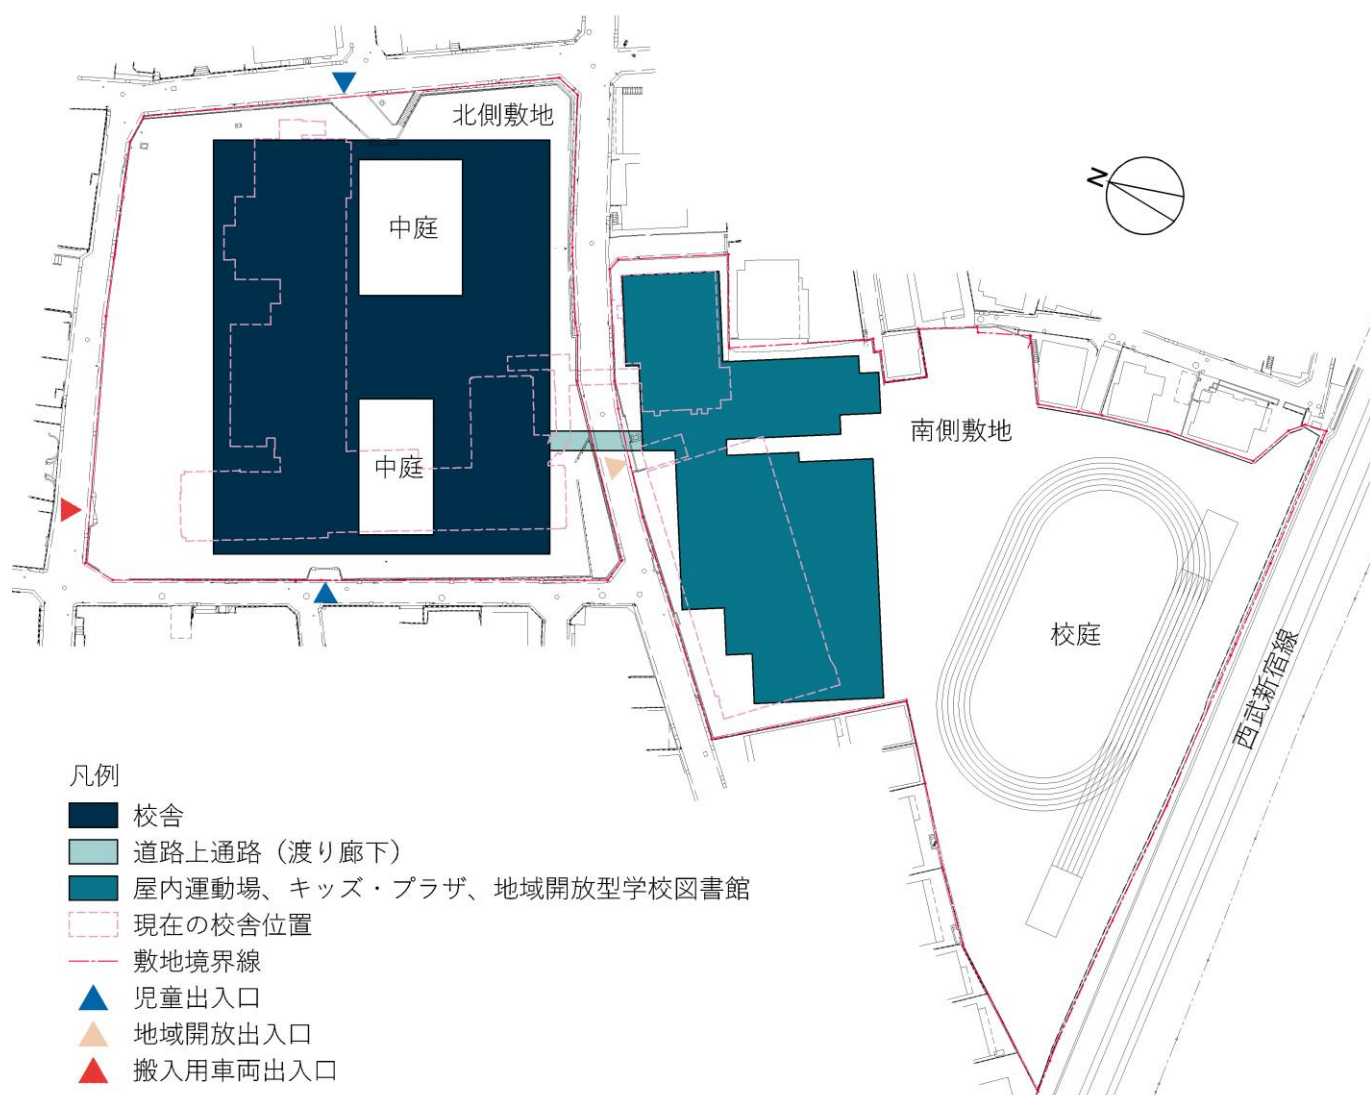 北側敷地
中庭
N
南側敷地
中庭
校庭
西武新宿線
凡例
校舎
道路上通路（渡り廊下）
屋内運動場、キッズ・プラザ、地域開放型学校図書館
現在の校舎位置
敷地境界線
児童出入口
地域開放出入口
搬入用車両出入口